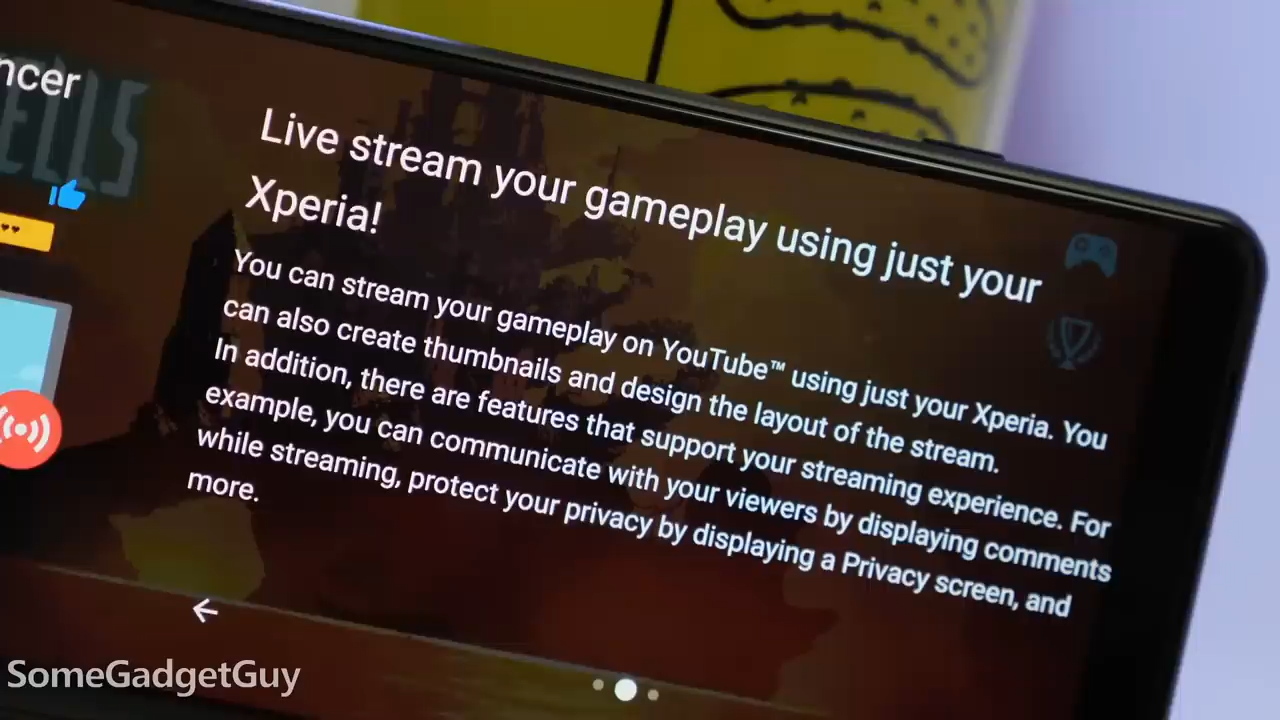 ncer
ELLS
Live stream your gameplay using just your
Xperia!
You can stream your gameplay on YouTube™ using just your Xperia. You
can also create thumbnails and design the layout of the stream.
In addition, there are features that support your streaming experience. For
example, you can communicate with your viewers by displaying comments
while streaming, protect your privacy by displaying a Privacy screen, and
more.
SomeGadgetGuy